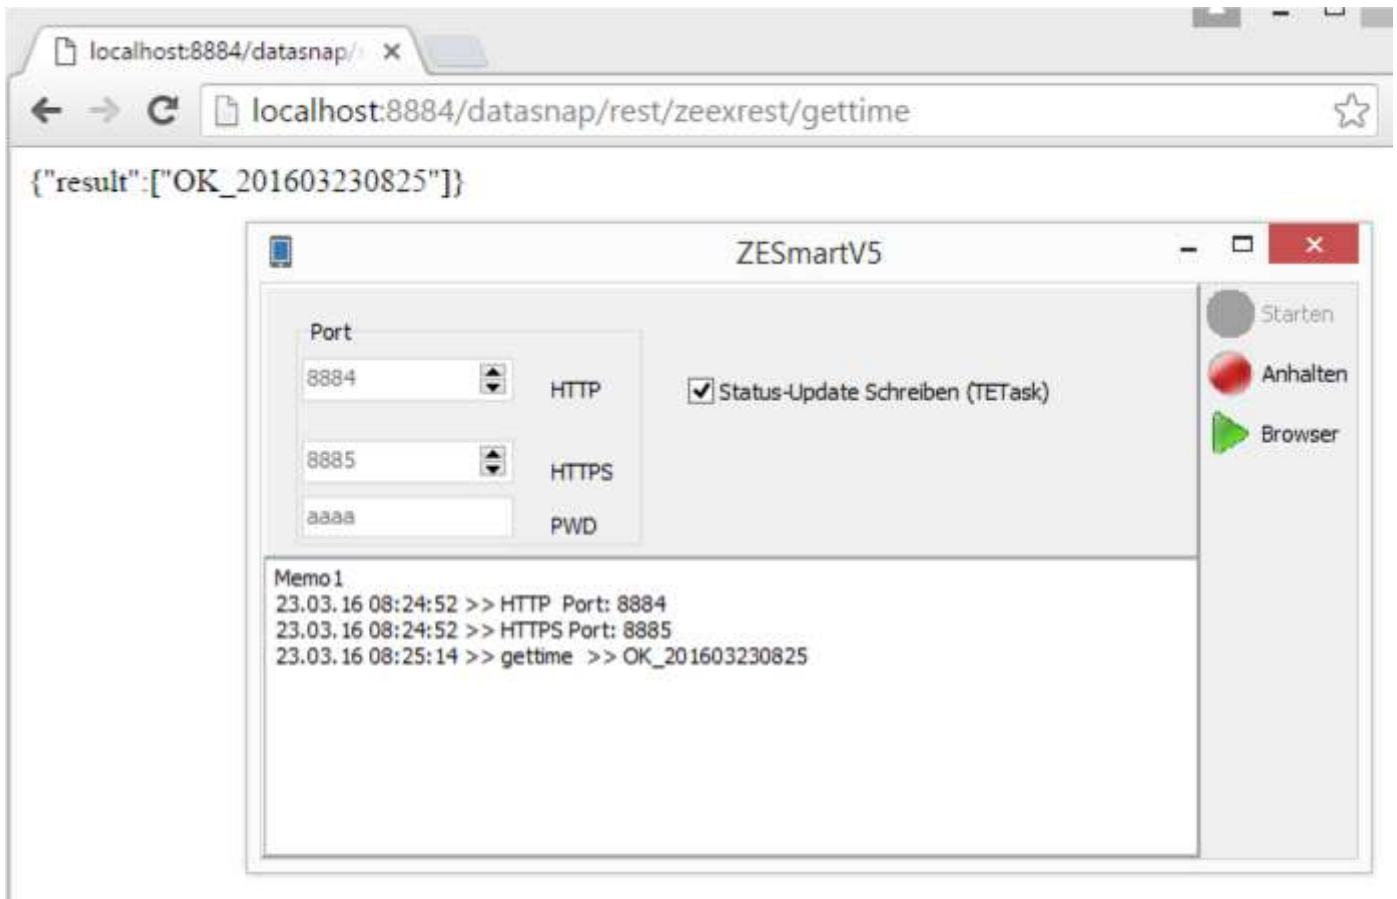 localhost:8884/datasnap/
localhost:8884/datasnap/rest/zeexrest/gettime
{"result":["OK_201603230825"]}
ZESmartV5
Port
8884
HTTP
Status-Update Schreiben (TETask)
8885
HTTPS
aaaa
PWD
Starten
Anhalten
Browser
Memo1
23.03.16 08:24:52 >> HTTP  Port: 8884
23.03.16 08:24:52 >> HTTPS Port: 8885
23.03.16 08:25:14 >> gettime  >> OK_201603230825